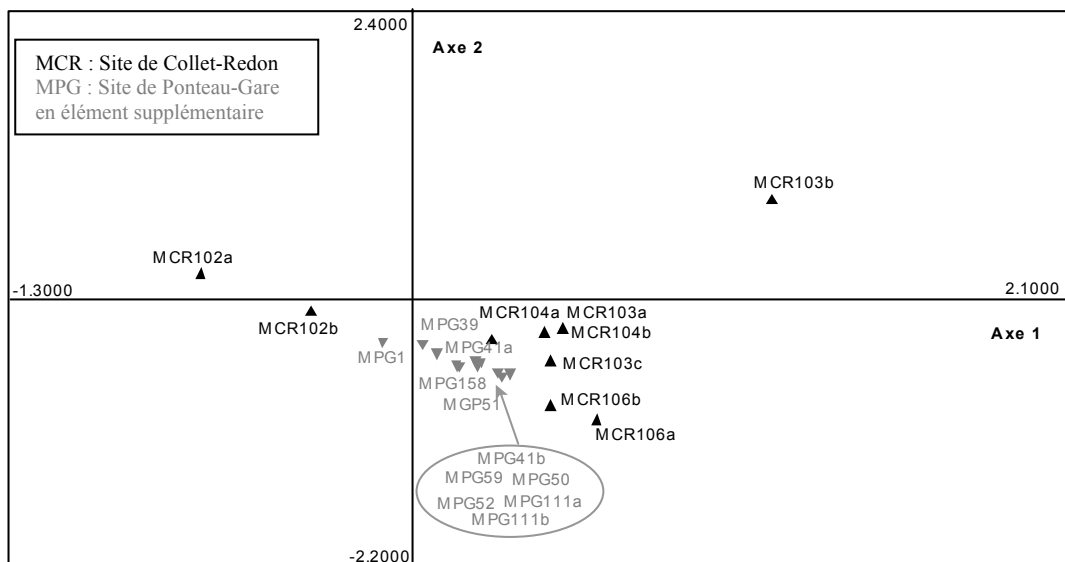 2.4000
Axe 2
MCR : Site de Collet-Redon
MPG : Site de Ponteau-Gare
en élément supplémentaire
MCR103b
MCR102a
-1.3000
2.1000
MCR104a
MCR103a
MCR102b
MPG39
MCR104b
Axe 1
MPG1
MPG41a
MCR103c
MPG158
MGP51
MCR106b
MCR106a
MPG41b
MPG59
MPG50
MPG52
MPG111a
MPG111b
-2.2000